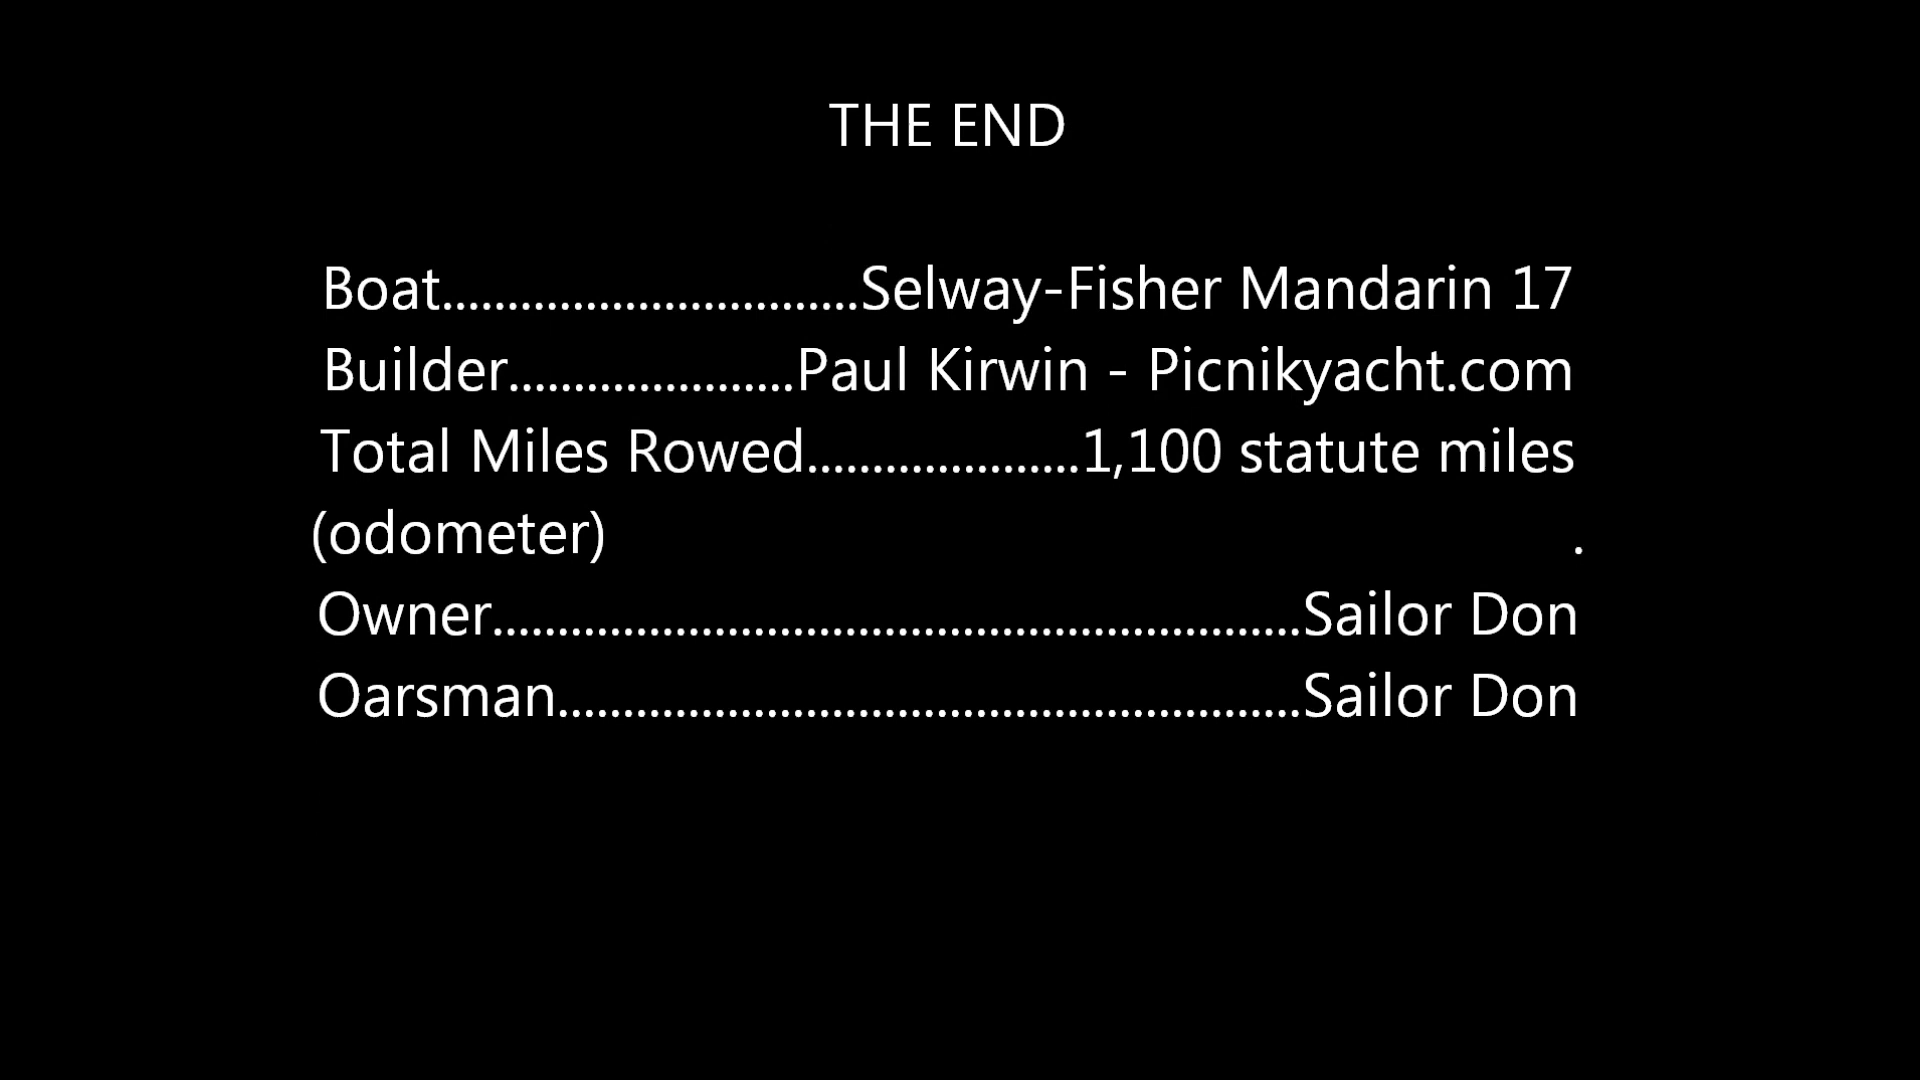 THE END
Boat................................Selway-Fisher Mandarin 17
Builder......................Paul Kirwin - Picnikyacht.com
Total Miles Rowed.....................1,100 statute miles
(odometer) .
Owner..............................................................Sailor Don
Oarsman.........................................................Sailor Don